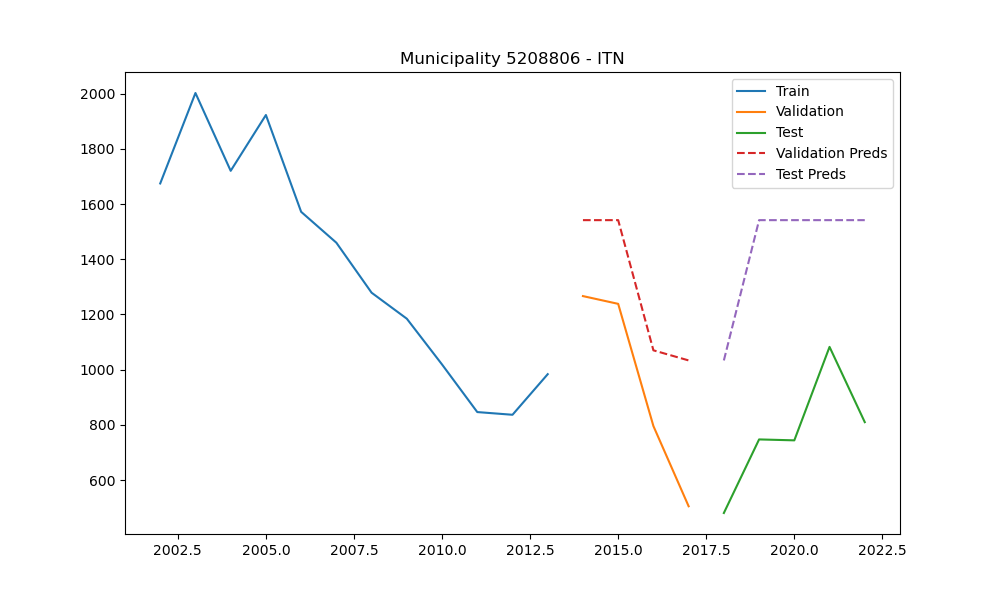 Municipality 5208806 - ITN
2000
1800
1600
1400
1200
1000
800
600
Train
Validation
Test
Validation Preds
Test Preds
2002.5 2005.0 2007.5 2010.0 2012.5 2015.0 2017.5 2020.0 2022.5